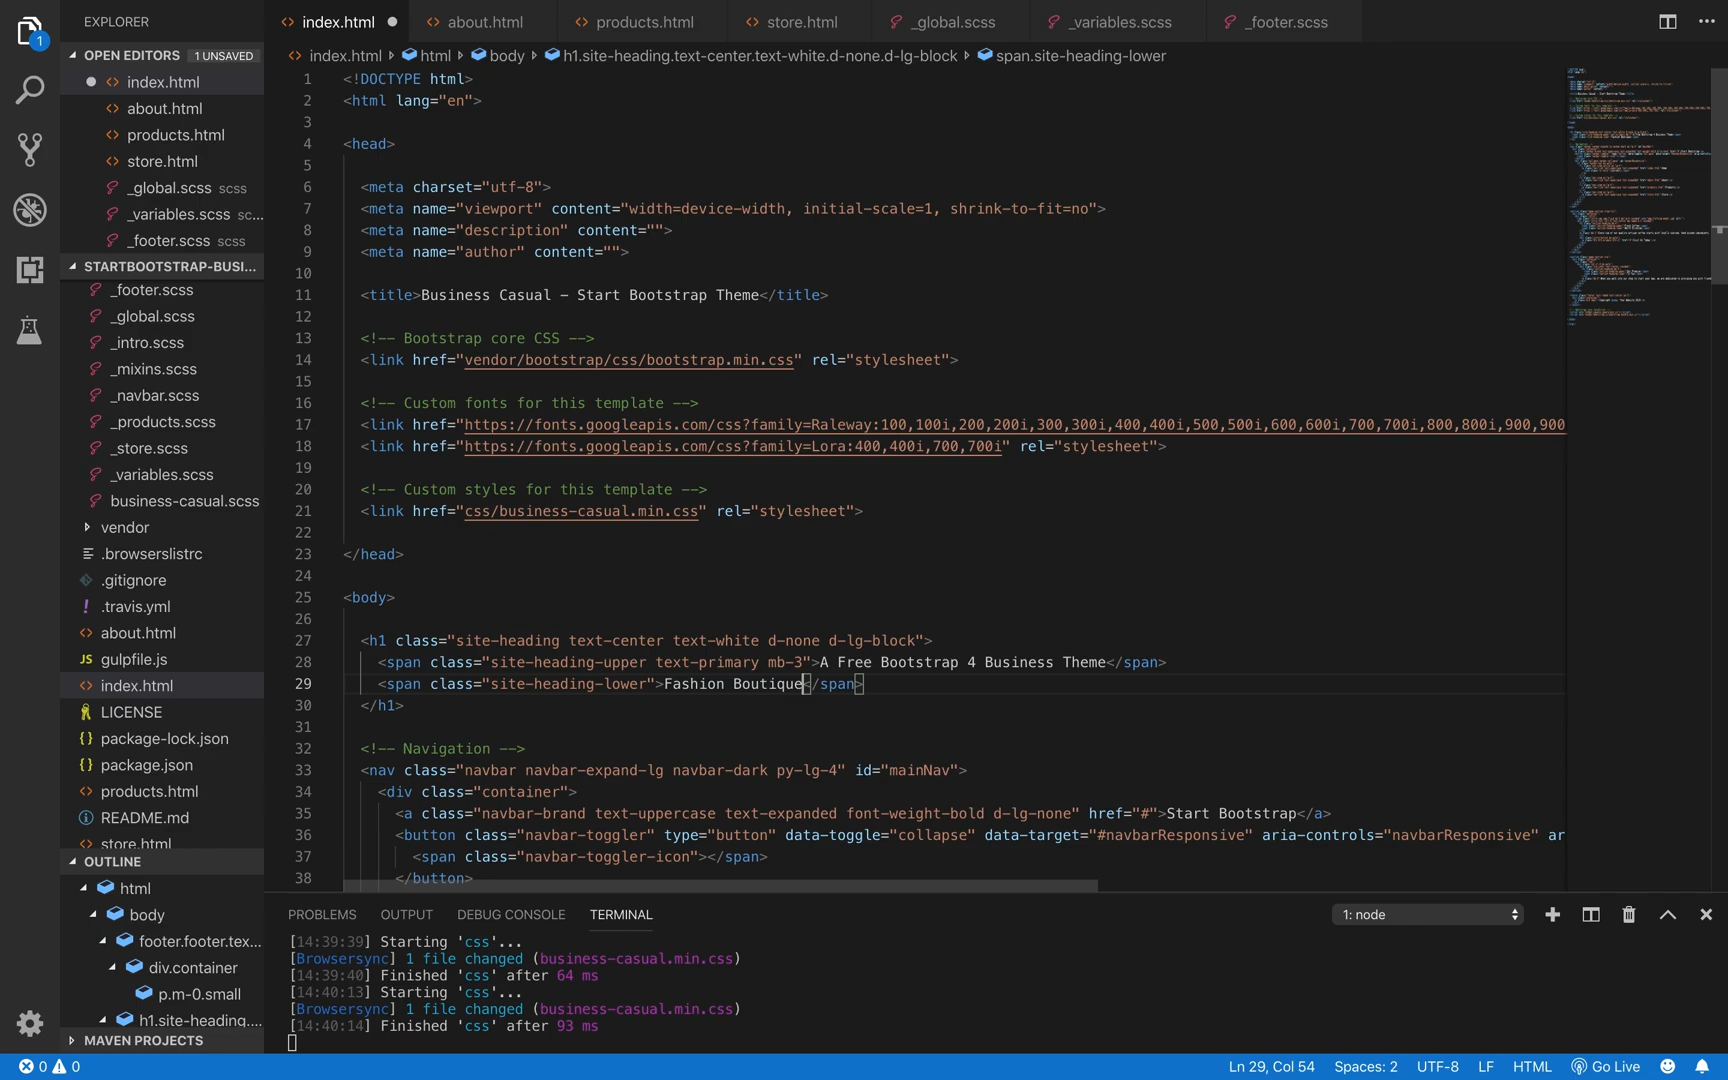 EXPLORER
index.html
about.html
products.html
store.html
_global.scss
_variables.scss
_footer.scss
1
OPEN EDITORS 1 UNSAVED
index.html
about.html
products.html
store.html
_global.scss scss
_variables.scss sc...
_footer.scss scss
STARTBOOTSTRAP-BUSI...
_footer.scss
_global.scss
_intro.scss
_mixins.scss
_navbar.scss
_products.scss
_store.scss
_variables.scss
business-casual.scss
vendor
.browserslistrc
.gitignore
! .travis.yml
about.html
JS gulpfile.js
index.html
LICENSE
{} package-lock.json
{} package.json
products.html
README.md
store.html
OUTLINE
html
body
footer.footer.tex...
div.container
p.m-0.small
h1.site-heading....
MAVEN PROJECTS
index.html html body h1.site-heading.text-center.text-white.d-none.d-lg-block span.site-heading-lower
1 <!DOCTYPE html>
2 <html lang="en">
3
4 <head>
5
6 <meta charset="utf-8">
7 <meta name="viewport" content="width=device-width, initial-scale=1, shrink-to-fit=no">
8 <meta name="description" content="">
9 <meta name="author" content="">
10
11 <title>Business Casual - Start Bootstrap Theme</title>
12
13 <!-- Bootstrap core CSS -->
14 <link href="vendor/bootstrap/css/bootstrap.min.css" rel="stylesheet">
15
16 <!-- Custom fonts for this template -->
17 <link href="https://fonts.googleapis.com/css?family=Raleway:100,100i,200,200i,300,300i,400,400i,500,500i,600,600i,700,700i,800,800i,900,900
18 <link href="https://fonts.googleapis.com/css?family=Lora:400,400i,700,700i" rel="stylesheet">
19
20 <!-- Custom styles for this template -->
21 <link href="css/business-casual.min.css" rel="stylesheet">
22
23 </head>
24
25 <body>
26
27 <h1 class="site-heading text-center text-white d-none d-lg-block">
28 <span class="site-heading-upper text-primary mb-3">A Free Bootstrap 4 Business Theme</span>
29 <span class="site-heading-lower">Fashion Boutique</span>
30 </h1>
31
32 <!-- Navigation -->
33 <nav class="navbar navbar-expand-lg navbar-dark py-lg-4" id="mainNav">
34 <div class="container">
35 <a class="navbar-brand text-uppercase text-expanded font-weight-bold d-lg-none" href="#">Start Bootstrap</a>
36 <button class="navbar-toggler" type="button" data-toggle="collapse" data-target="#navbarResponsive" aria-controls="navbarResponsive" ar
37 <span class="navbar-toggler-icon"></span>
38 </button>
PROBLEMS OUTPUT DEBUG CONSOLE TERMINAL 1: node
[14:39:39] Starting 'css'...
[Browsersync] 1 file changed (business-casual.min.css)
[14:39:40] Finished 'css' after 64 ms
[14:40:13] Starting 'css'...
[Browsersync] 1 file changed (business-casual.min.css)
[14:40:14] Finished 'css' after 93 ms
0 0 Ln 29, Col 54 Spaces: 2 UTF-8 LF HTML Go Live